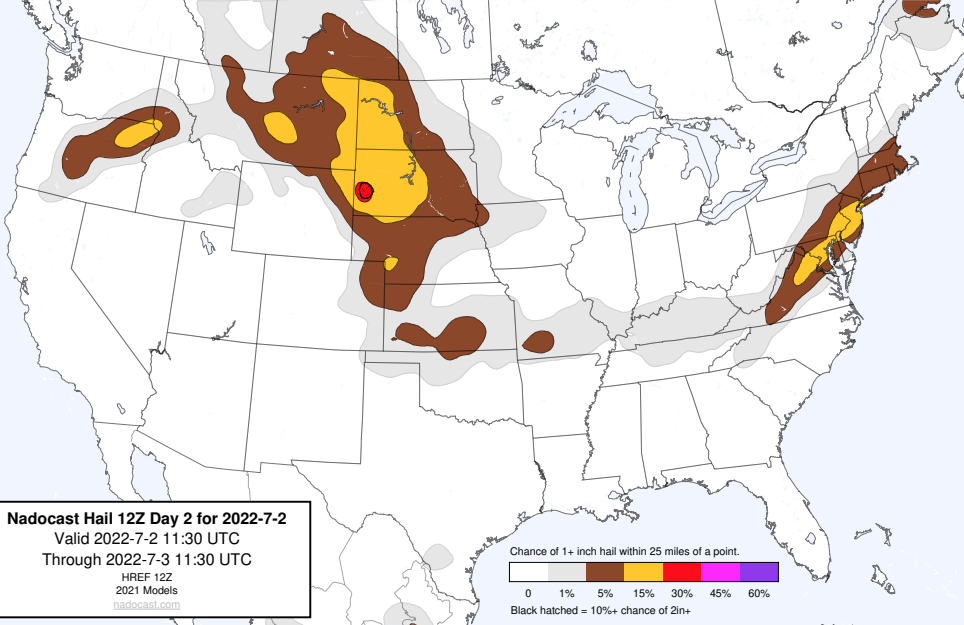 Nadocast Hail 12Z Day 2 for 2022-7-2
Valid 2022-7-2 11:30 UTC
Through 2022-7-3 11:30 UTC
HREF 12Z
2021 Models
nadocast.com
Chance of 1+ inch hail within 25 miles of a point.
0 1% 5% 15% 30% 45% 60%
Black hatched = 10%+ chance of 2in+